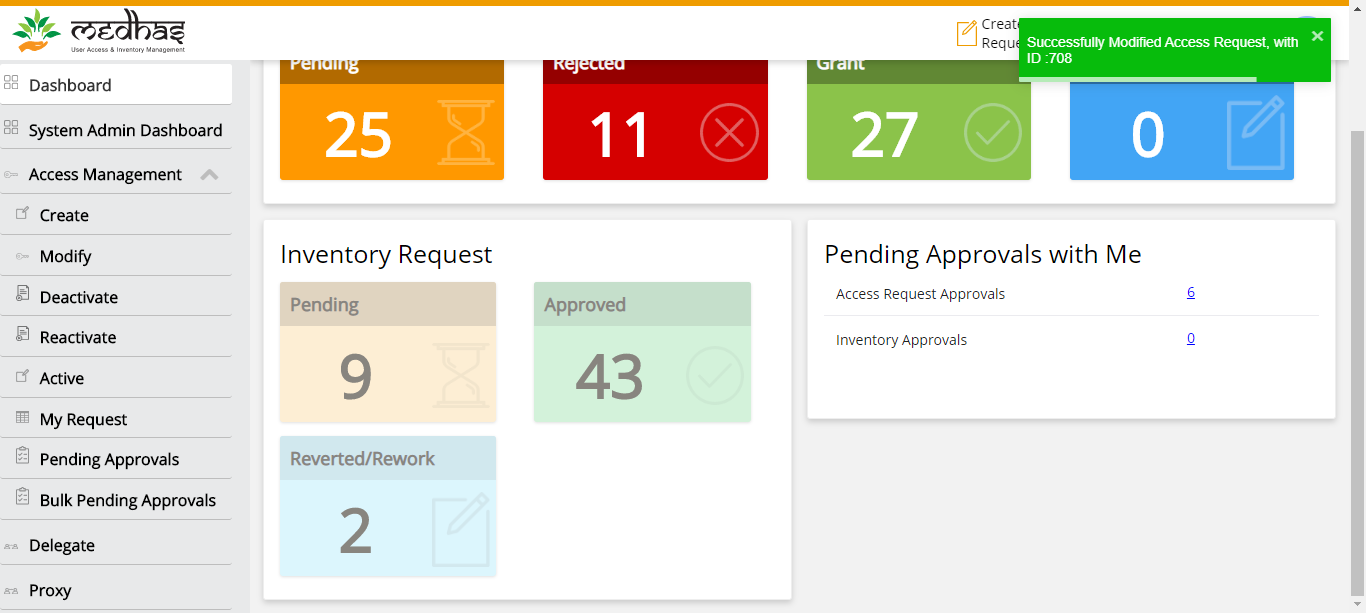 medhas
User Access & Inventory Management
Create
Reque
Successfully Modified Access Request, with
ID :708
Dashboard
System Admin Dashboard
Access Management
Create
Modify
Deactivate
Reactivate
Active
My Request
Pending Approvals
Bulk Pending Approvals
Delegate
Proxy
Pending
25
Rejected
11
Grant
27
0
Inventory Request
Pending
9
Approved
43
Reverted/Rework
2
Pending Approvals with Me
Access Request Approvals 6
Inventory Approvals 0